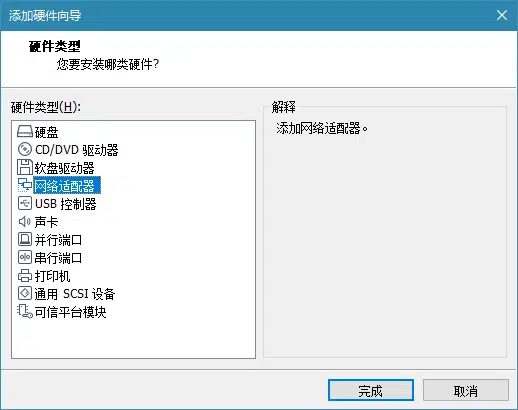 添加硬件向导
硬件类型
您要安装哪类硬件?
硬件类型(H):
硬盘
CD/DVD 驱动器
软盘驱动器
网络适配器
USB 控制器
声卡
并行端口
串行端口
打印机
通用 SCSI 设备
可信平台模块
解释
添加网络适配器。
完成
取消